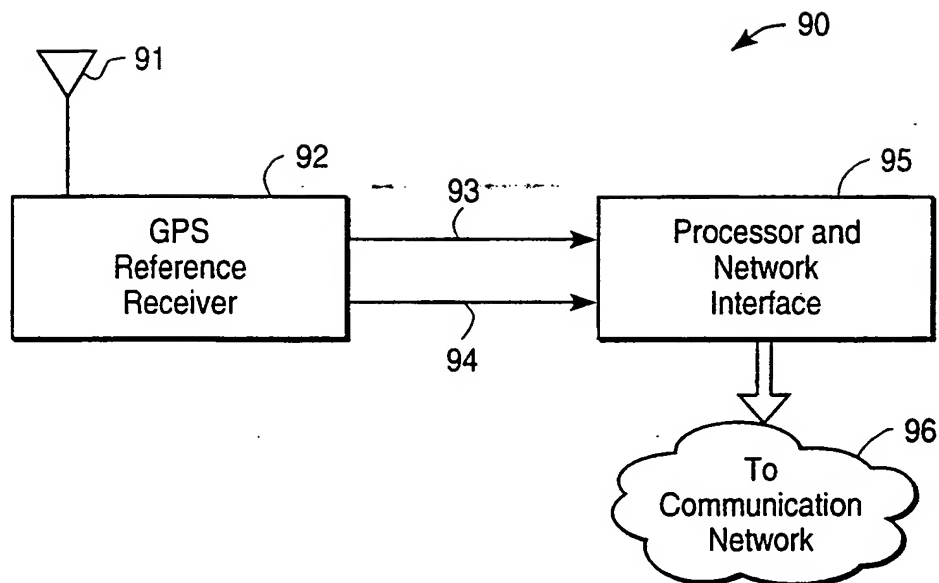 90
91
92
93
95
GPS
Reference
Receiver
Processor and
Network
Interface
94
96
To
Communication
Network